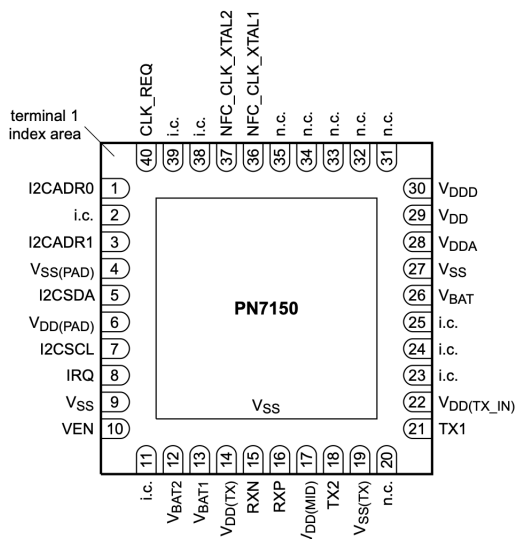 CLK_REQ
i.c.
i.c.
NFC_CLK_XTAL2
NFC_CLK_XTAL1
n.c.
n.c.
n.c.
n.c.
n.c.
terminal 1
index area
40 39 38 37 36 35 34 33 32 31
I2CADR0 1
i.c. 2
I2CADR1 3
VSS(PAD) 4
I2CSDA 5
VDD(PAD) 6
I2CSCL 7
IRQ 8
VSS 9
VEN 10
PN7150
VSS
30 VDDD
29 VDD
28 VDDA
27 VSS
26 VBAT
25 i.c.
24 i.c.
23 i.c.
22 VDD(TX_IN)
21 TX1
11 12 13 14 15 16 17 18 19 20
i.c.
VBAT2
VBAT1
VDD(TX)
RXN
RXP
VDD(MID)
TX2
VSS(TX)
n.c.